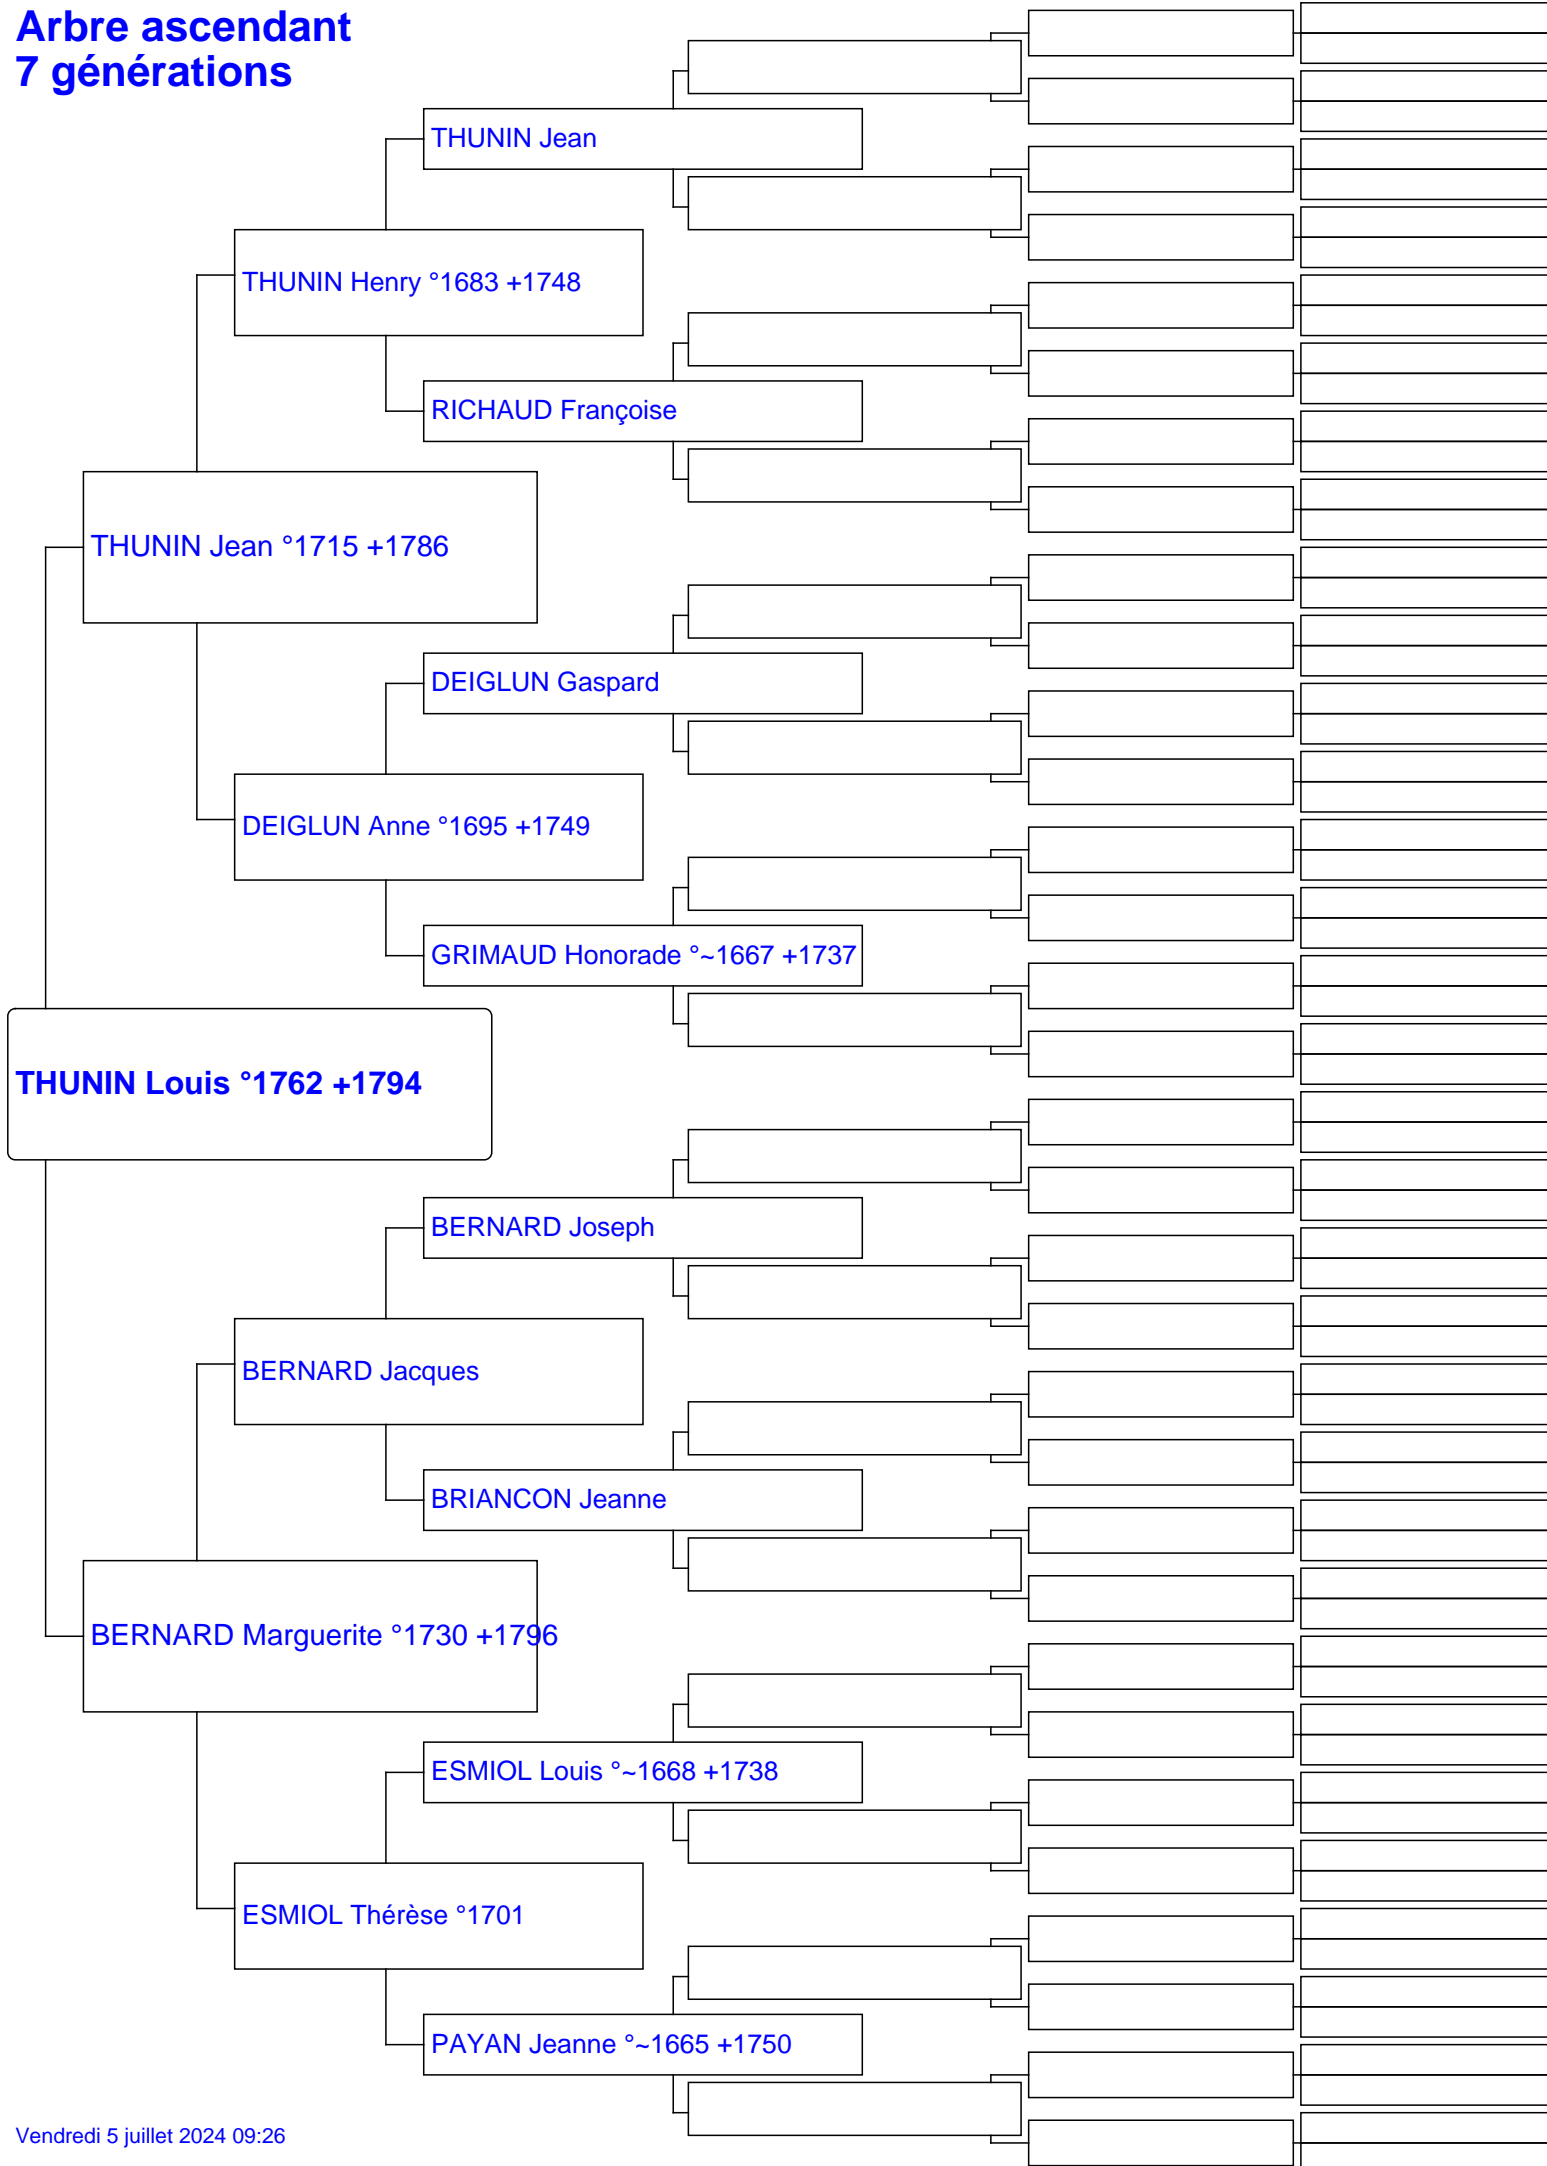 Arbre ascendant
7 générations
THUNIN Jean
THUNIN Henry °1683 +1748
RICHAUD Françoise
THUNIN Jean °1715 +1786
DEIGLUN Gaspard
DEIGLUN Anne °1695 +1749
GRIMAUD Honorade °~1667 +1737
THUNIN Louis °1762 +1794
BERNARD Joseph
BERNARD Jacques
BRIANCON Jeanne
BERNARD Marguerite °1730 +1796
ESMIOL Louis °~1668 +1738
ESMIOL Thérèse °1701
PAYAN Jeanne °~1665 +1750
Vendredi 5 juillet 2024 09:26